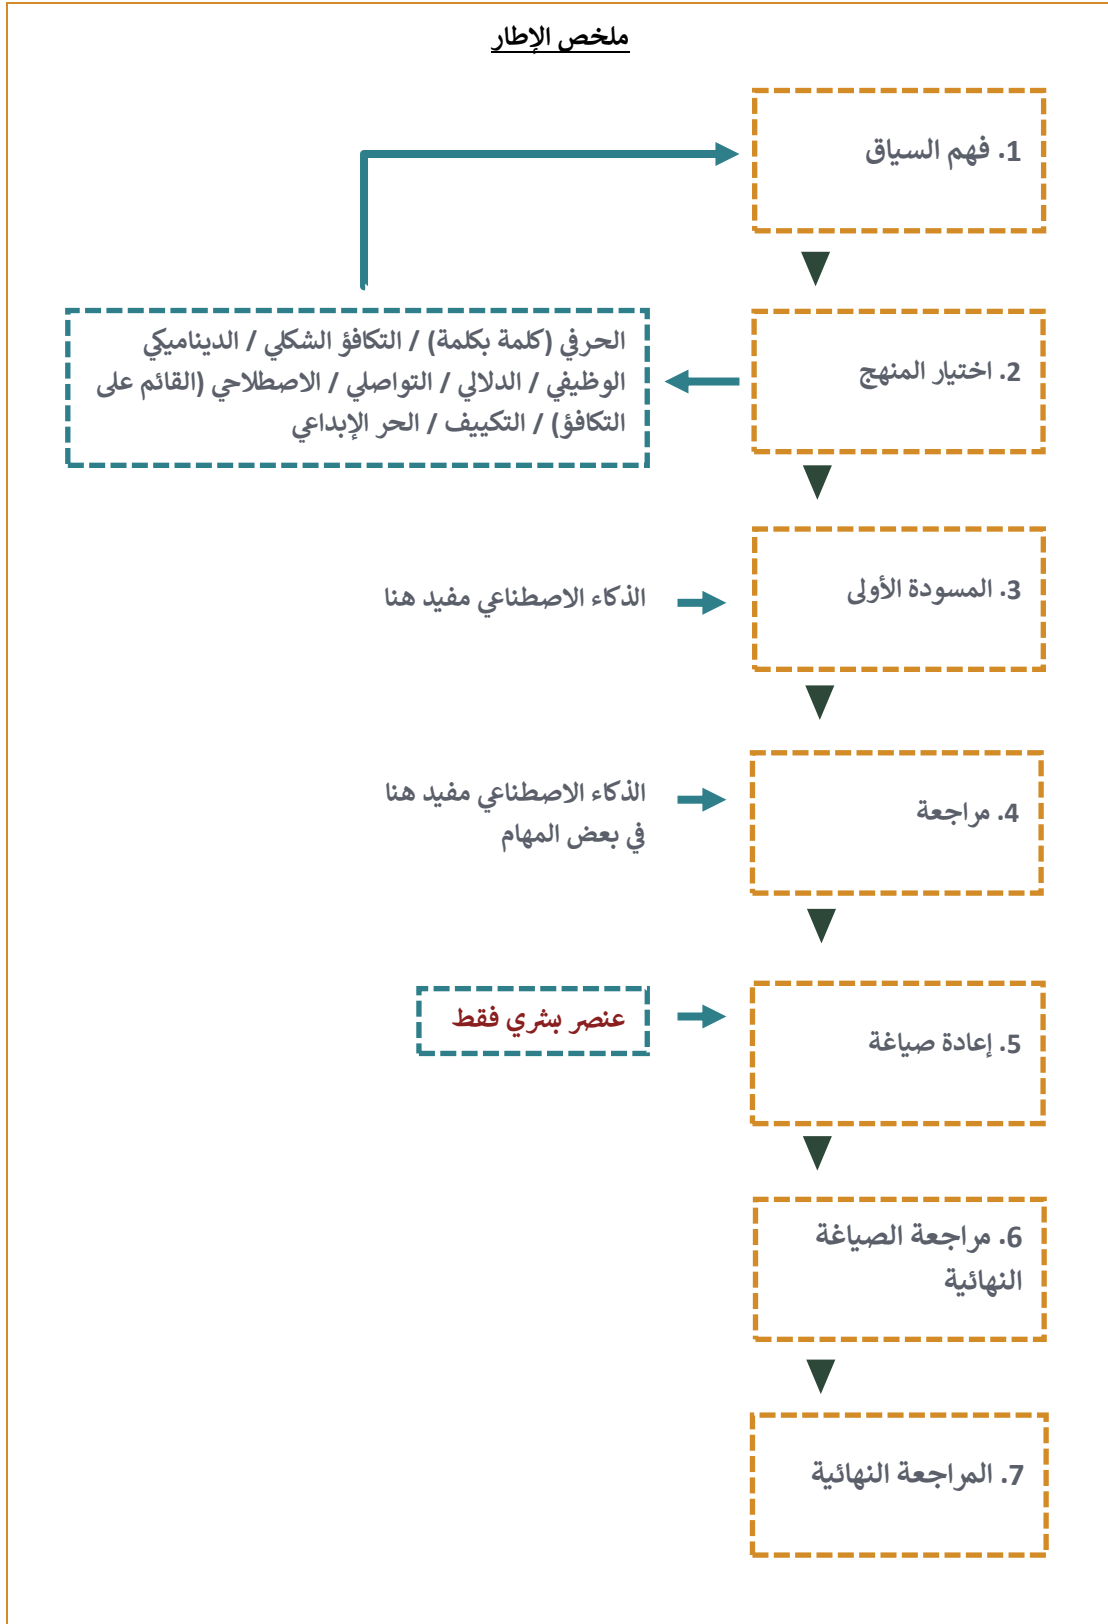 ملخص الإطار
1. فهم السياق
2. اختيار المنهج
الحرفي (كلمة بكلمة) / التكافؤ الشكلي / الديناميكي
الوظيفي / الدلالي / التواصلي / الاصطلاحي (القائم على
التكافؤ) / التكييف / الحر الإبداعي
3. المسودة الأولى
الذكاء الاصطناعي مفيد هنا
4. مراجعة
الذكاء الاصطناعي مفيد هنا
في بعض المهام
5. إعادة صياغة
عنصر بشري فقط
6. مراجعة الصياغة
النهائية
7. المراجعة النهائية